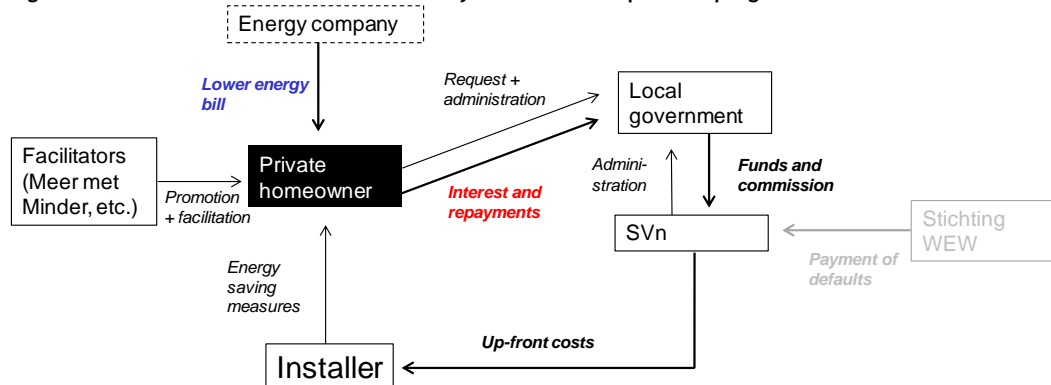 Energy company
Lower energy
bill
Request +
administration
Local
government
Facilitators
(Meer met
Minder, etc.)
Promotion
+ facilitation
Private
homeowner
Interest and
repayments
Admini-
stration
Funds and
commission
SVn
Stichting
WEW
Payment of
defaults
Energy
saving
measures
Up-front costs
Installer